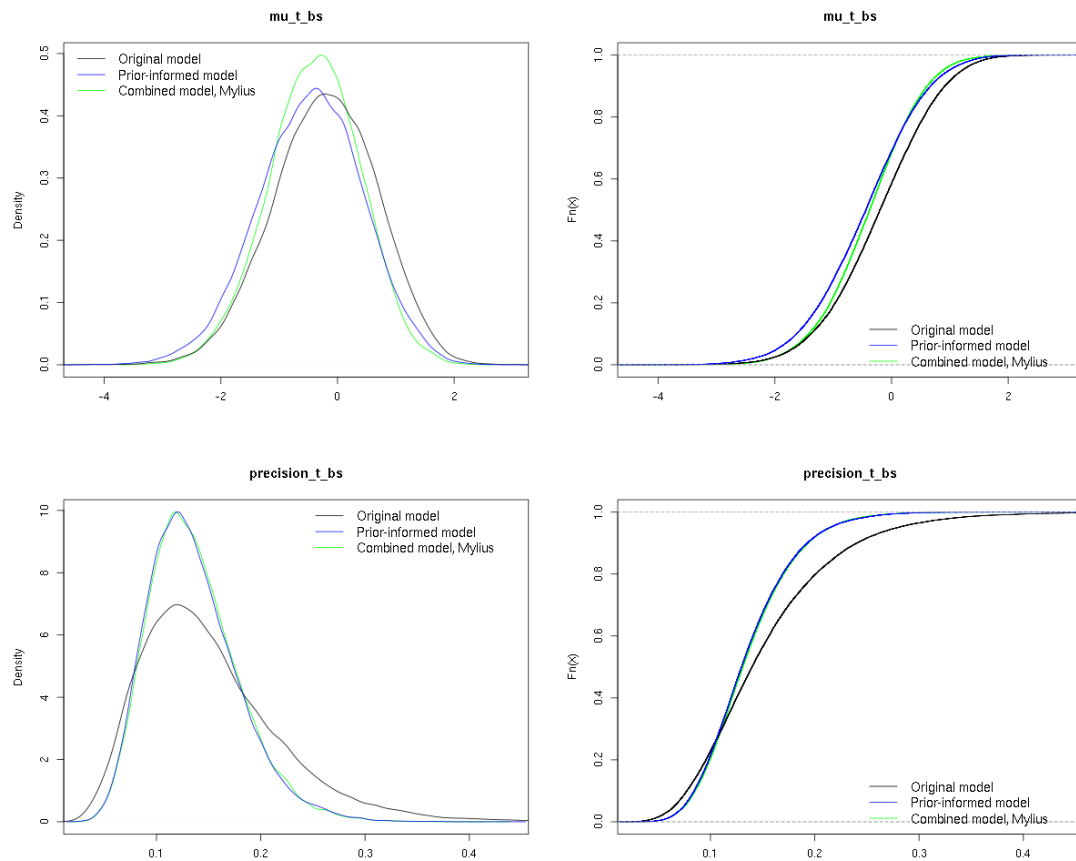 mu_t_bs
Density
0.0 0.1 0.2 0.3 0.4 0.5
Original model
Prior-informed model
Combined model, Mylius
-4 -2 0 2
mu_t_bs
Fn(x)
0.0 0.2 0.4 0.6 0.8 1.0
Original model
Prior-informed model
Combined model, Mylius
-4 -2 0 2
precision_t_bs
Density
0 2 4 6 8 10
Original model
Prior-informed model
Combined model, Mylius
0.1 0.2 0.3 0.4
precision_t_bs
Fn(x)
0.0 0.2 0.4 0.6 0.8 1.0
Original model
Prior-informed model
Combined model, Mylius
0.1 0.2 0.3 0.4